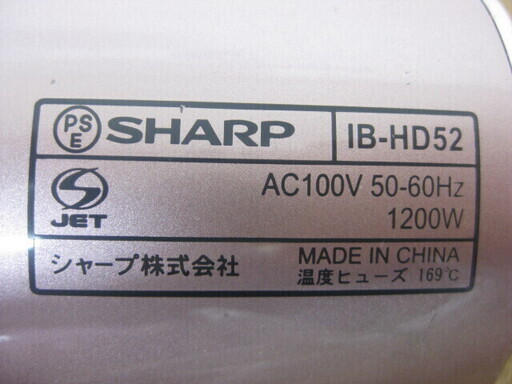 PSE SHARP IB-HD52
S JET AC100V 50-60Hz
1200W
シャープ株式会社 MADE IN CHINA
温度ヒューズ 169℃